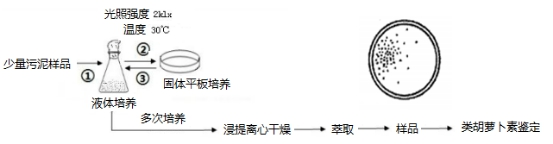 光照强度 2klx
温度 30℃
少量污泥样品
①
②
③
液体培养
固体平板培养
多次培养
浸提离心干燥
萃取
样品
类胡萝卜素鉴定